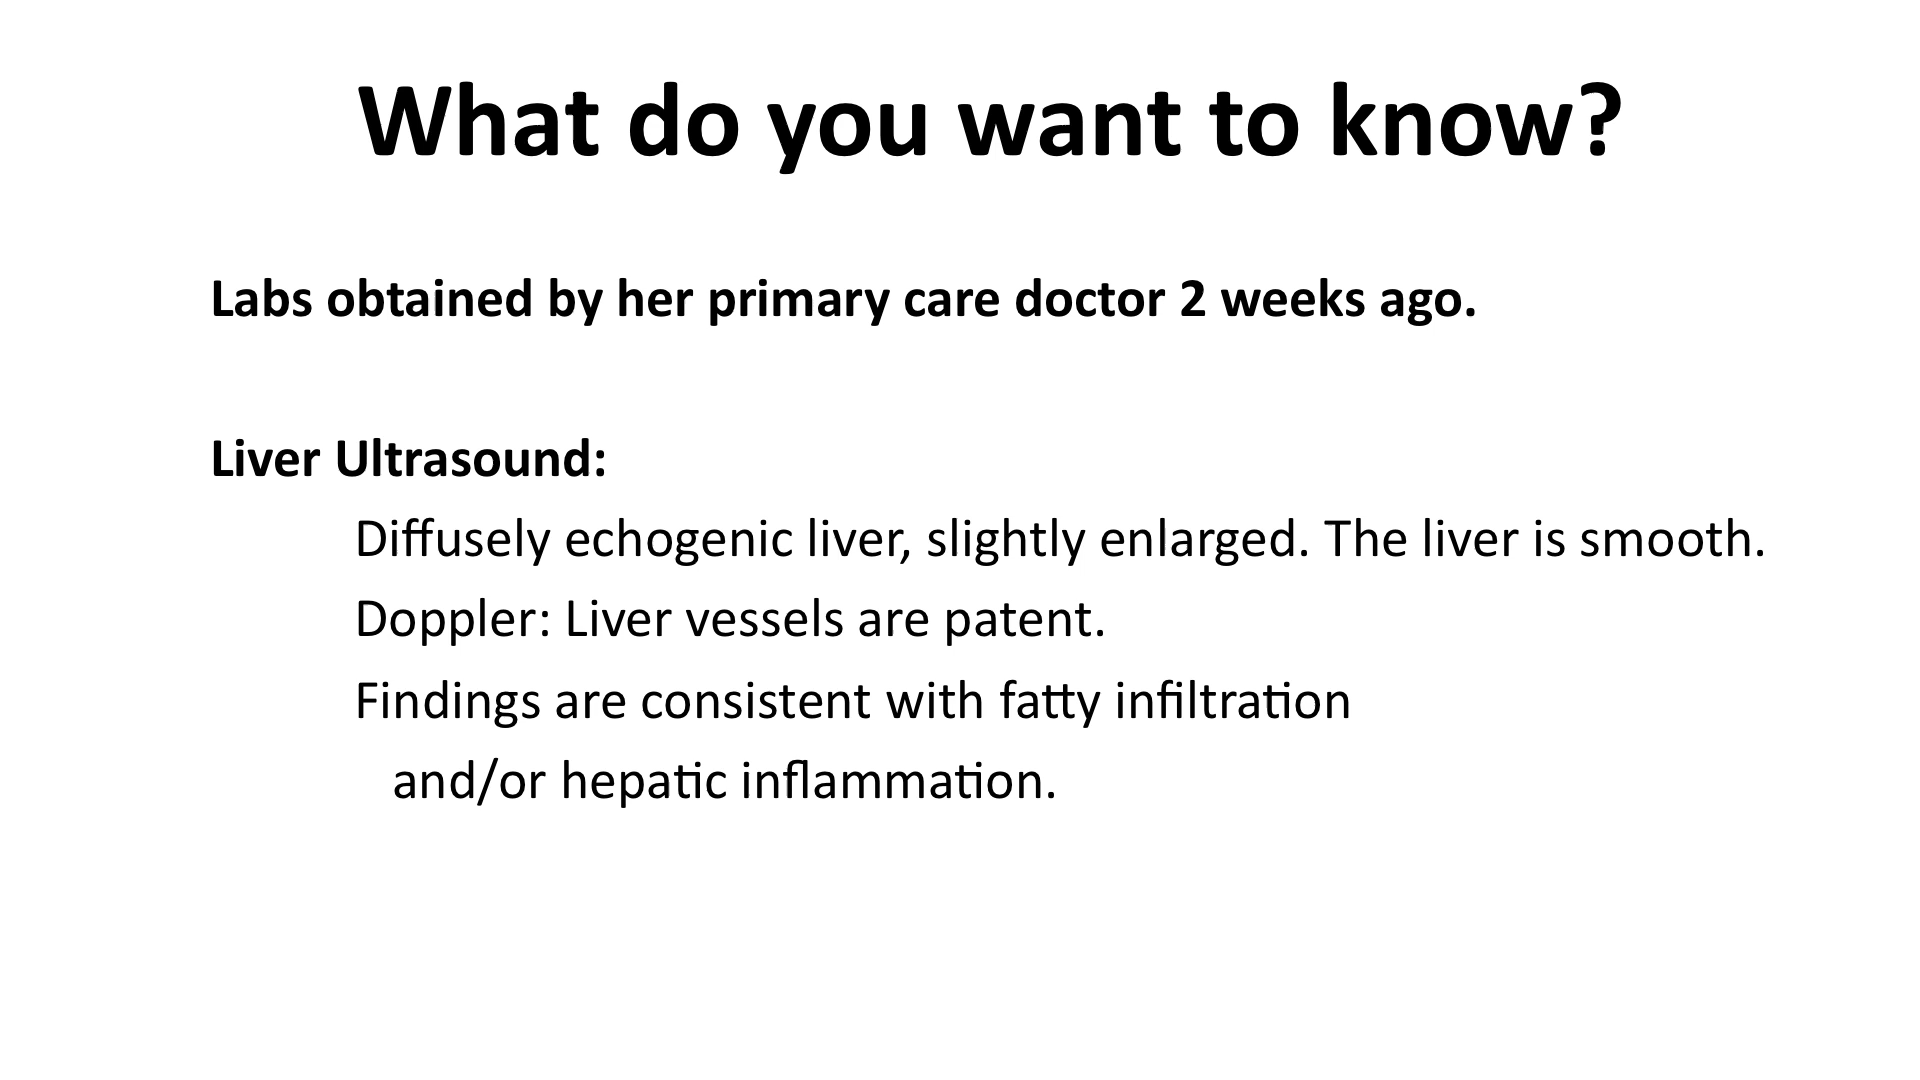 What do you want to know?
Labs obtained by her primary care doctor 2 weeks ago.
Liver Ultrasound:
Diffusely echogenic liver, slightly enlarged. The liver is smooth.
Doppler: Liver vessels are patent.
Findings are consistent with fatty infiltration
and/or hepatic inflammation.